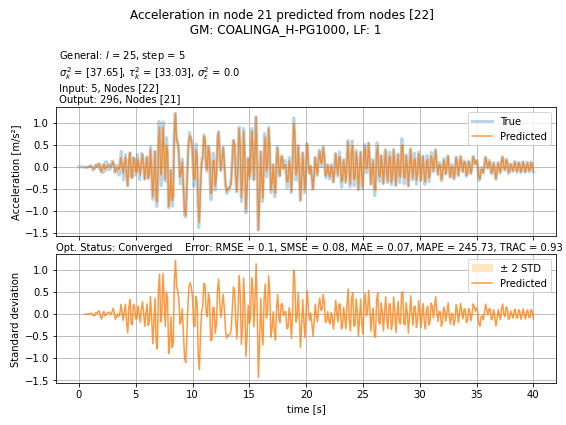 Acceleration in node 21 predicted from nodes [22]
GM: COALINGA_H-PG1000, LF: 1
General: l = 25, step = 5
σ²ₖ = [37.65], τ²ₖ = [33.03], σ²_ε = 0.0
Input: 5, Nodes [22]
Output: 296, Nodes [21]
Acceleration [m/s²]
1.0
0.5
0.0
−0.5
−1.0
−1.5
True
Predicted
Opt. Status: Converged Error: RMSE = 0.1, SMSE = 0.08, MAE = 0.07, MAPE = 245.73, TRAC = 0.93
Standard deviation
1.0
0.5
0.0
−0.5
−1.0
−1.5
± 2 STD
Predicted
0 5 10 15 20 25 30 35 40
time [s]